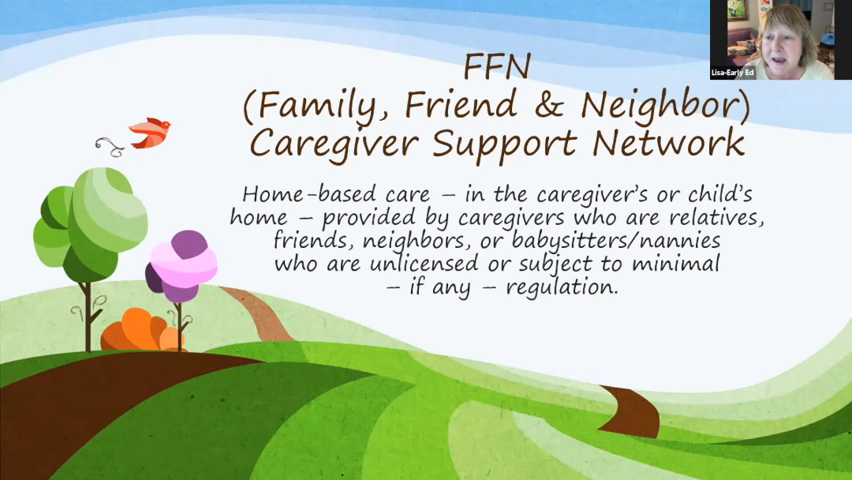 FFN
(Family, Friend & Neighbor)
Caregiver Support Network
Home-based care – in the caregiver's or child's
home – provided by caregivers who are relatives,
friends, neighbors, or babysitters/nannies
who are unlicensed or subject to minimal
– if any – regulation.
Lisa-Early Ed